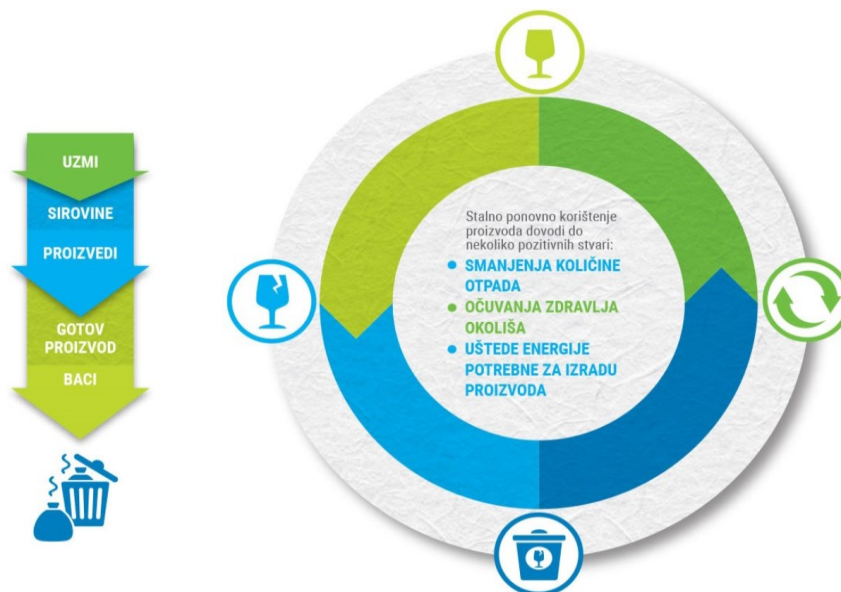 UZMI
SIROVINE
PROIZVEDI
GOTOV
PROIZVOD
BACI
Stalno ponovno korištenje
proizvoda dovodi do
nekoliko pozitivnih stvari:
• SMANJENJA KOLIČINE
OTPADA
• OČUVANJA ZDRAVLJA
OKOLIŠA
• UŠTEDE ENERGIJE
POTREBNE ZA IZRADU
PROIZVODA